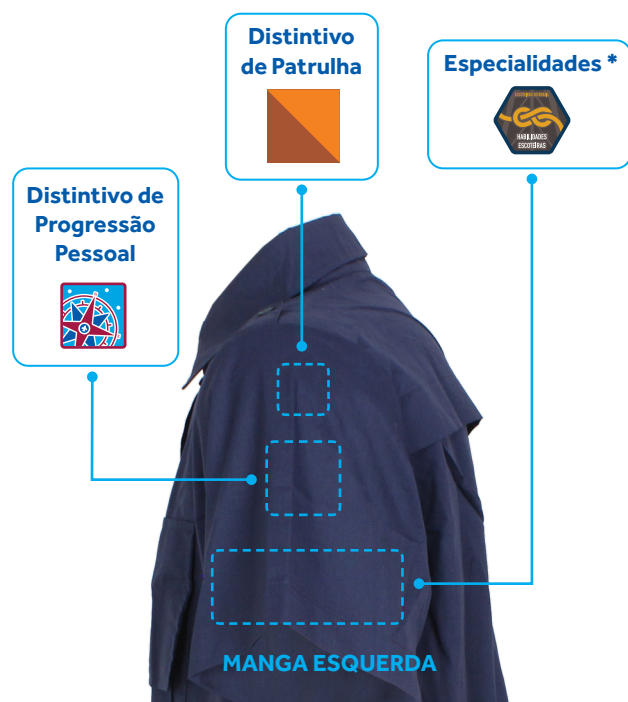 Distintivo
de Patrulha
Especialidades *
HABILIDADES
ESCOTEIRAS
Distintivo de
Progressão
Pessoal
MANGA ESQUERDA